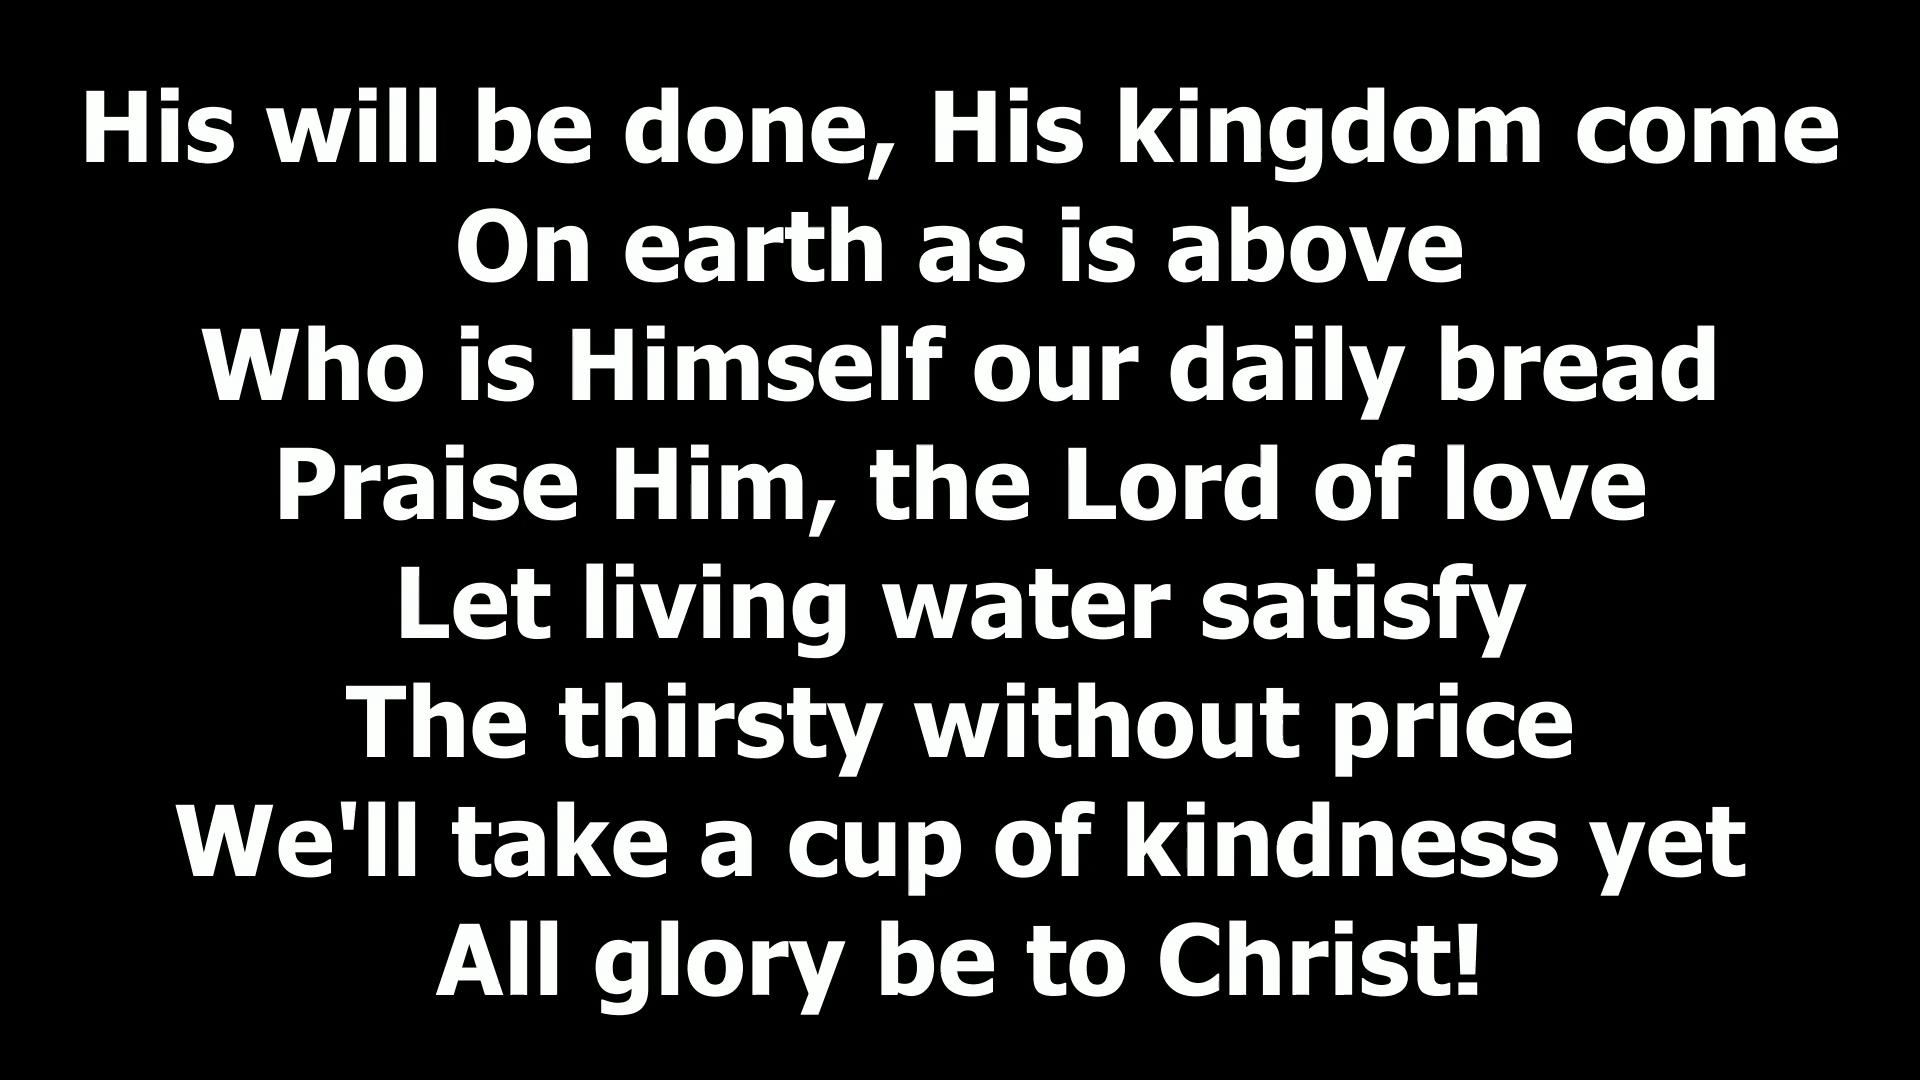 His will be done, His kingdom come
On earth as is above
Who is Himself our daily bread
Praise Him, the Lord of love
Let living water satisfy
The thirsty without price
We'll take a cup of kindness yet
All glory be to Christ!